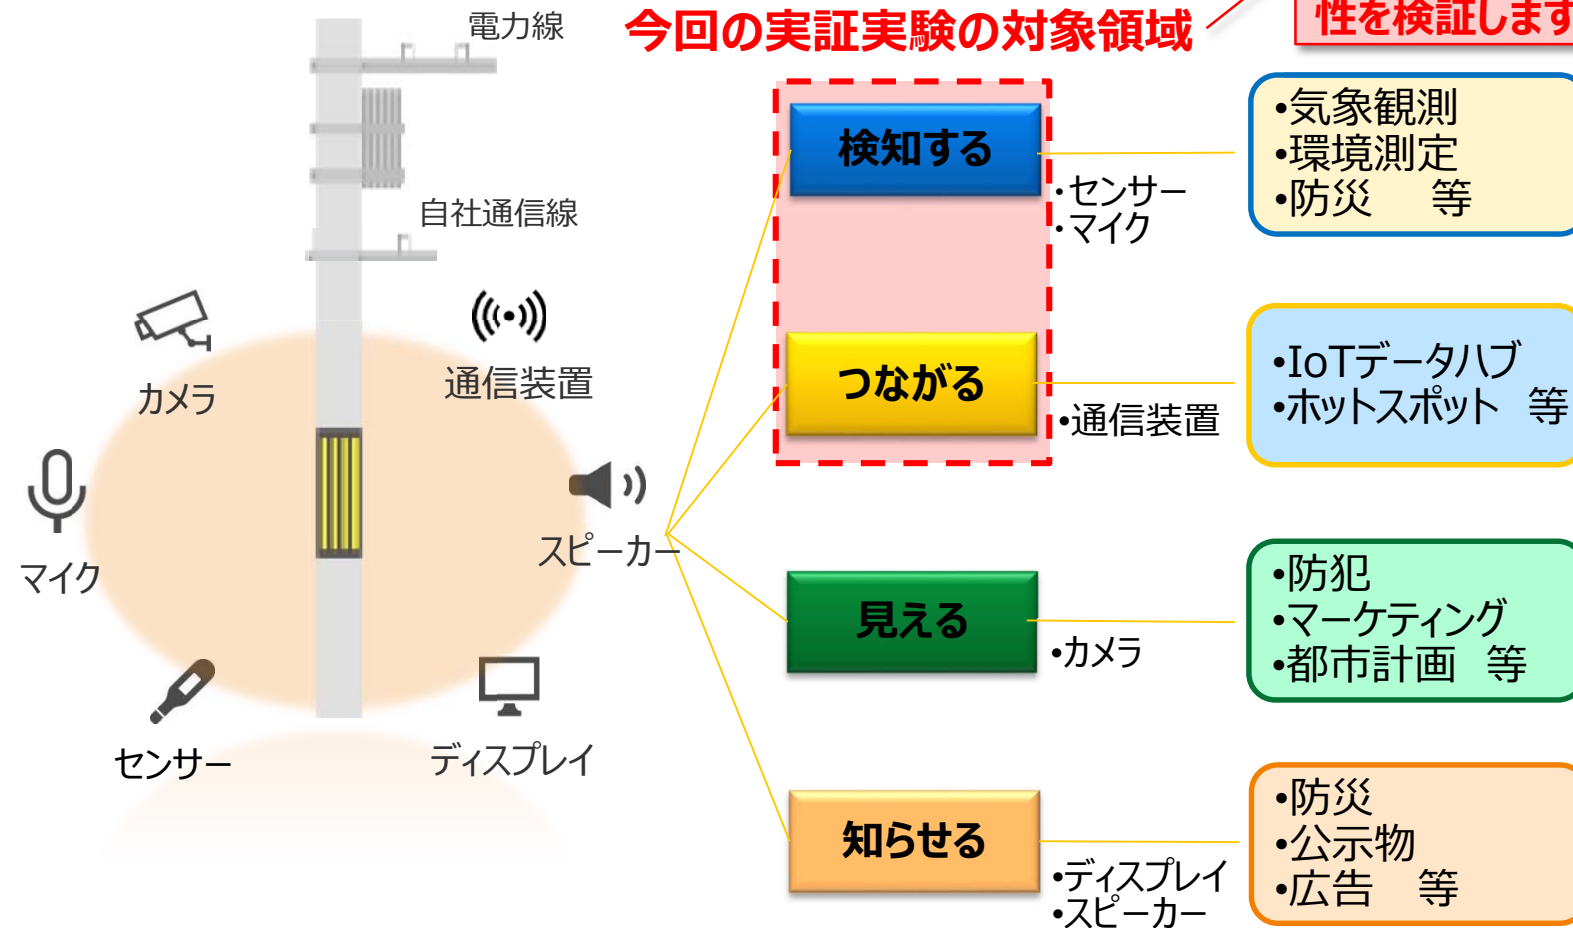 電力線
今回の実証実験の対象領域
性を検証します
自社通信線
カメラ
通信装置
マイク
スピーカー
センサー
ディスプレイ
検知する
・センサー
・マイク
•気象観測
•環境測定
•防災 等
つながる
•通信装置
•IoTデータハブ
•ホットスポット 等
見える
•カメラ
•防犯
•マーケティング
•都市計画 等
知らせる
•ディスプレイ
•スピーカー
•防災
•公示物
•広告 等